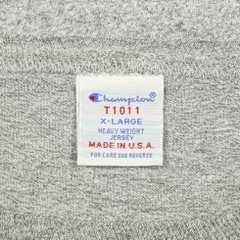 Champion
T1011
X-LARGE
HEAVY WEIGHT
JERSEY
MADE IN U.S.A.
FOR CARE SEE REVERSE